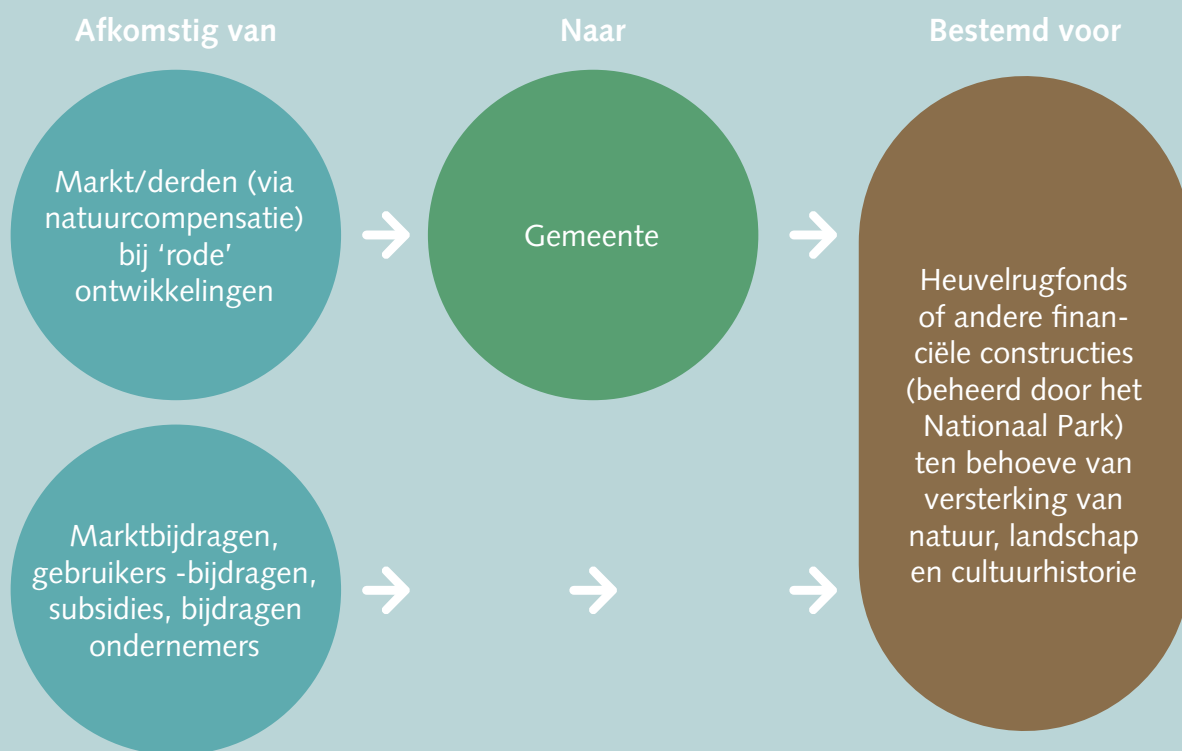 Afkomstig van
Naar
Bestemd voor
Markt/derden (via
natuurcompensatie)
bij ‘rode’
ontwikkelingen
Gemeente
Heuvelrugfonds
of andere finan-
ciële constructies
(beheerd door het
Nationaal Park)
ten behoeve van
versterking van
natuur, landschap
en cultuurhistorie
Marktbijdragen,
gebruikers -bijdragen,
subsidies, bijdragen
ondernemers